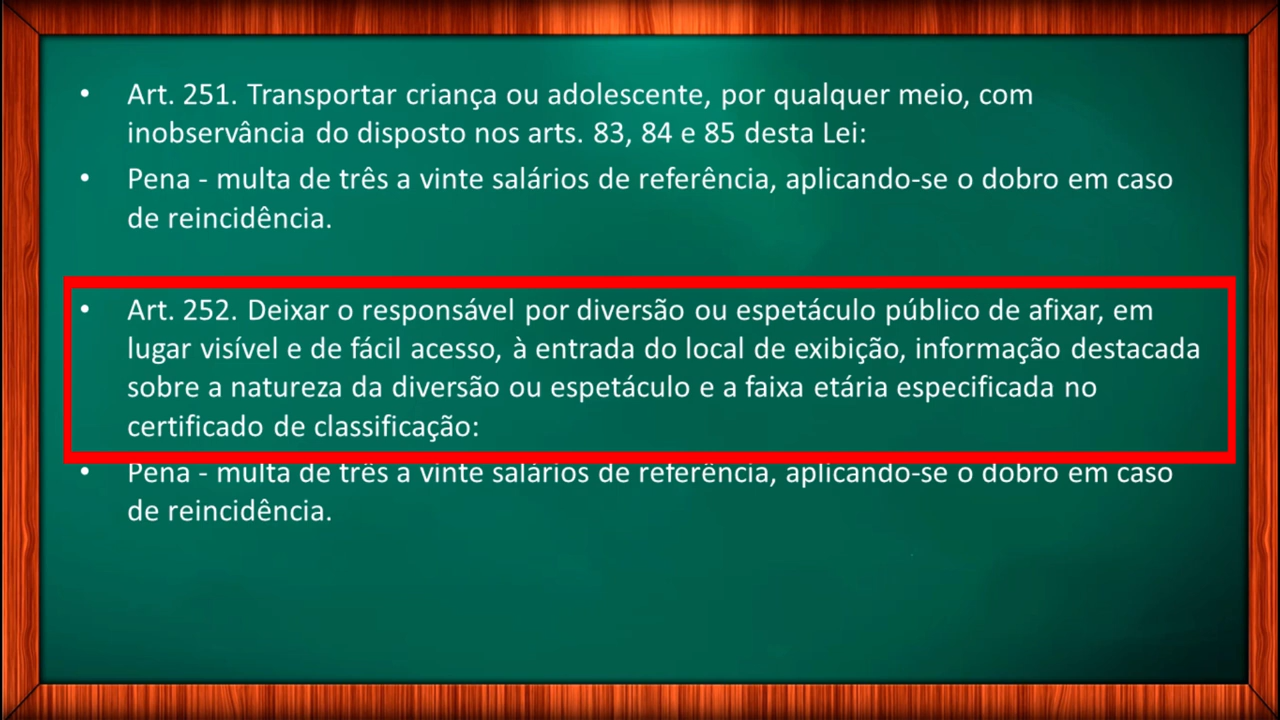 • Art. 251. Transportar criança ou adolescente, por qualquer meio, com
inobservância do disposto nos arts. 83, 84 e 85 desta Lei:
• Pena - multa de três a vinte salários de referência, aplicando-se o dobro em caso
de reincidência.
• Art. 252. Deixar o responsável por diversão ou espetáculo público de afixar, em
lugar visível e de fácil acesso, à entrada do local de exibição, informação destacada
sobre a natureza da diversão ou espetáculo e a faixa etária especificada no
certificado de classificação:
• Pena - multa de três a vinte salários de referência, aplicando-se o dobro em caso
de reincidência.